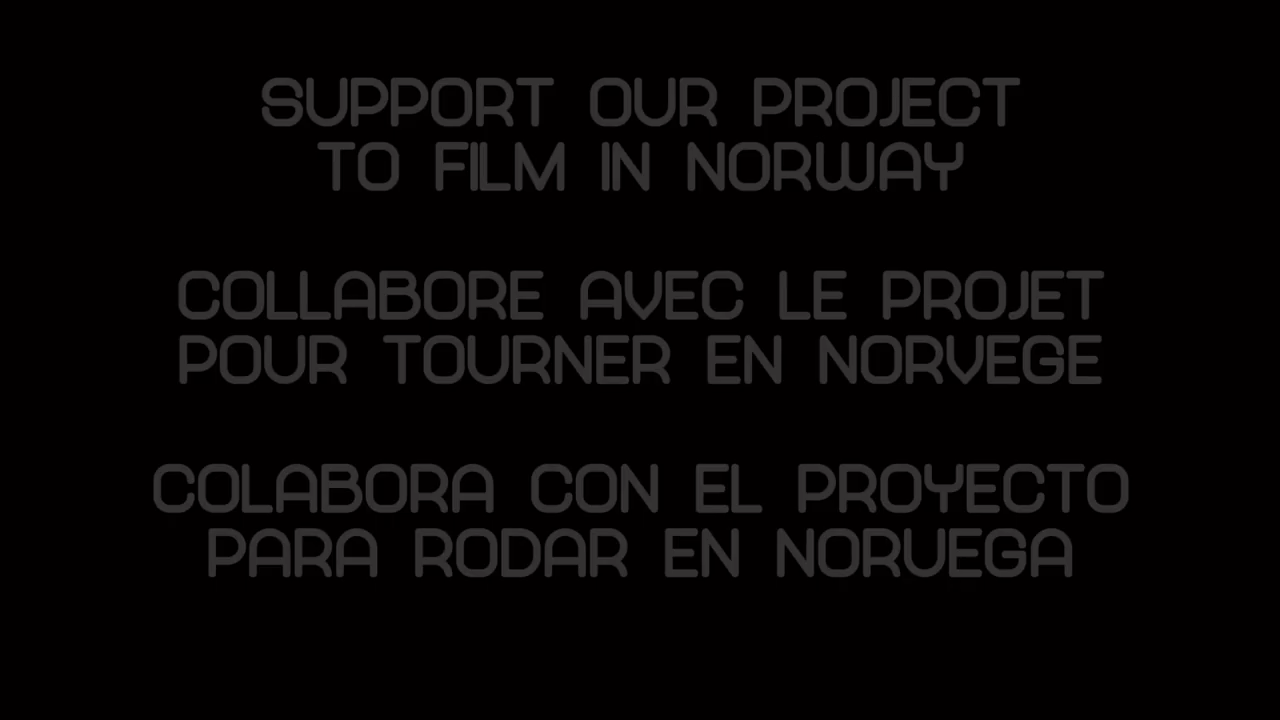 SUPPORT OUR PROJECT
TO FILM IN NORWAY
COLLABORE AVEC LE PROJET
POUR TOURNER EN NORVEGE
COLABORA CON EL PROYECTO
PARA RODAR EN NORUEGA